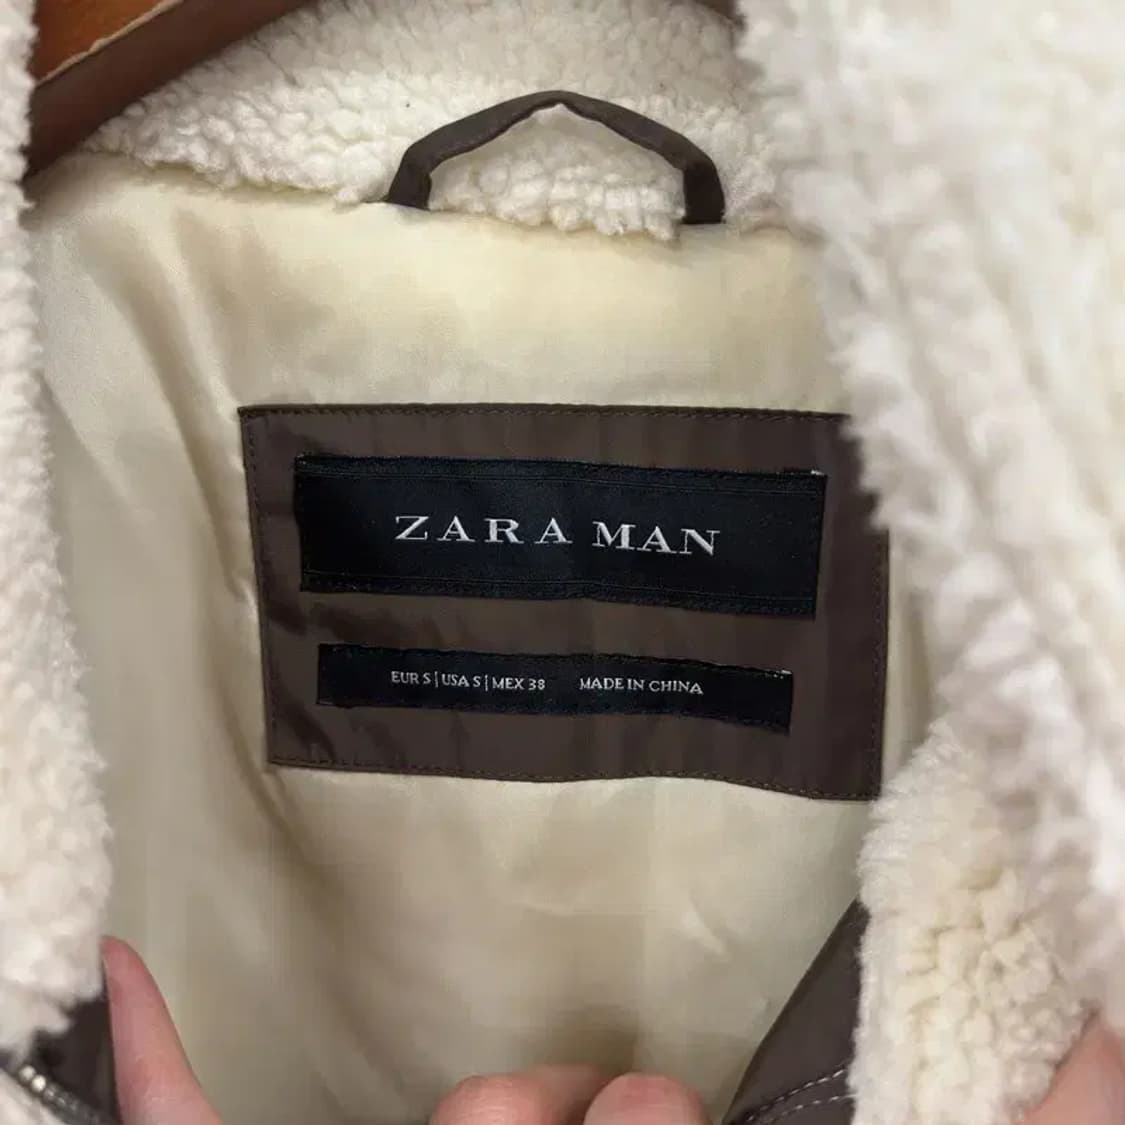 ZARA MAN
EUR S | USA S | MEX 38 MADE IN CHINA